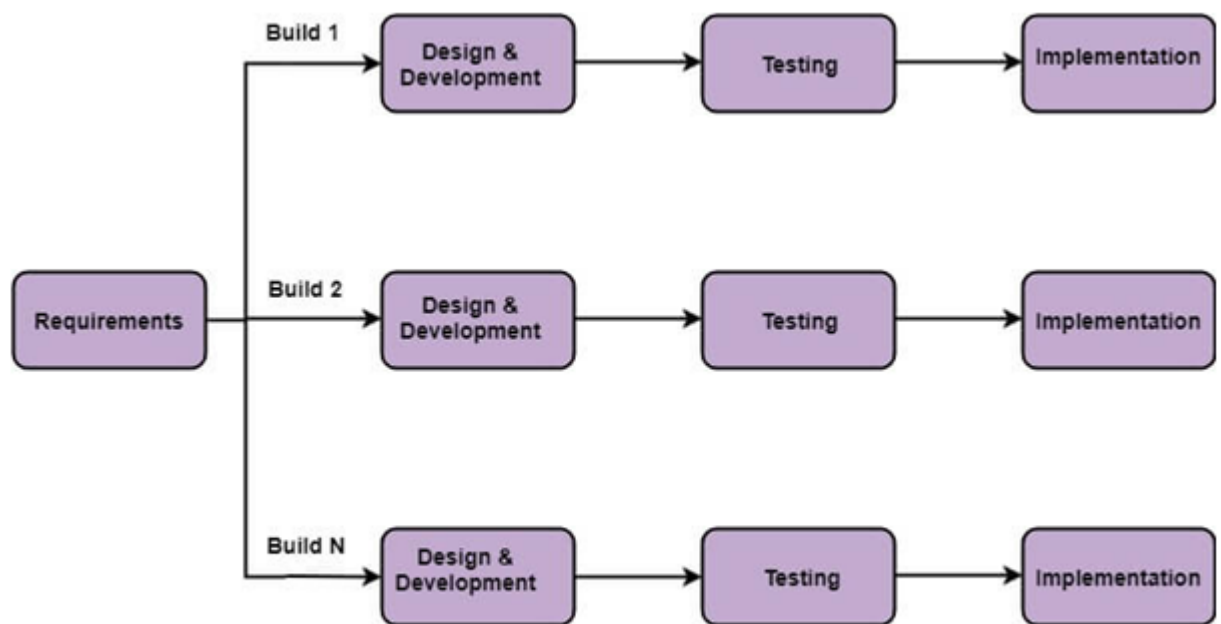 Build 1
Design &
Development
Testing
Implementation
Requirements
Build 2
Design &
Development
Testing
Implementation
Build N
Design &
Development
Testing
Implementation